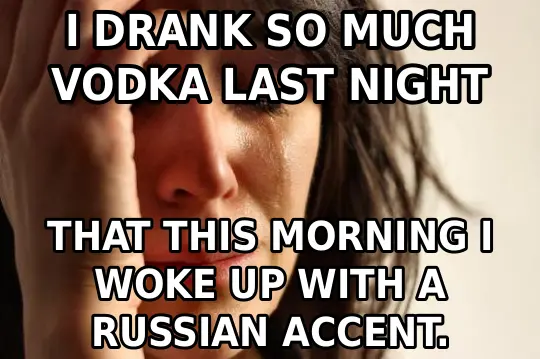 I DRANK SO MUCH
VODKA LAST NIGHT
THAT THIS MORNING I
WOKE UP WITH A
RUSSIAN ACCENT.